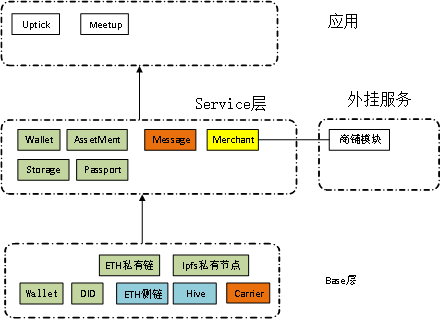 应用
Uptick
Meetup
Service层
外挂服务
Wallet
AssetMent
Message
Merchant
商铺模块
Storage
Passport
ETH私有链
Ipfs私有节点
Base层
Wallet
DID
ETH侧链
Hive
Carrier